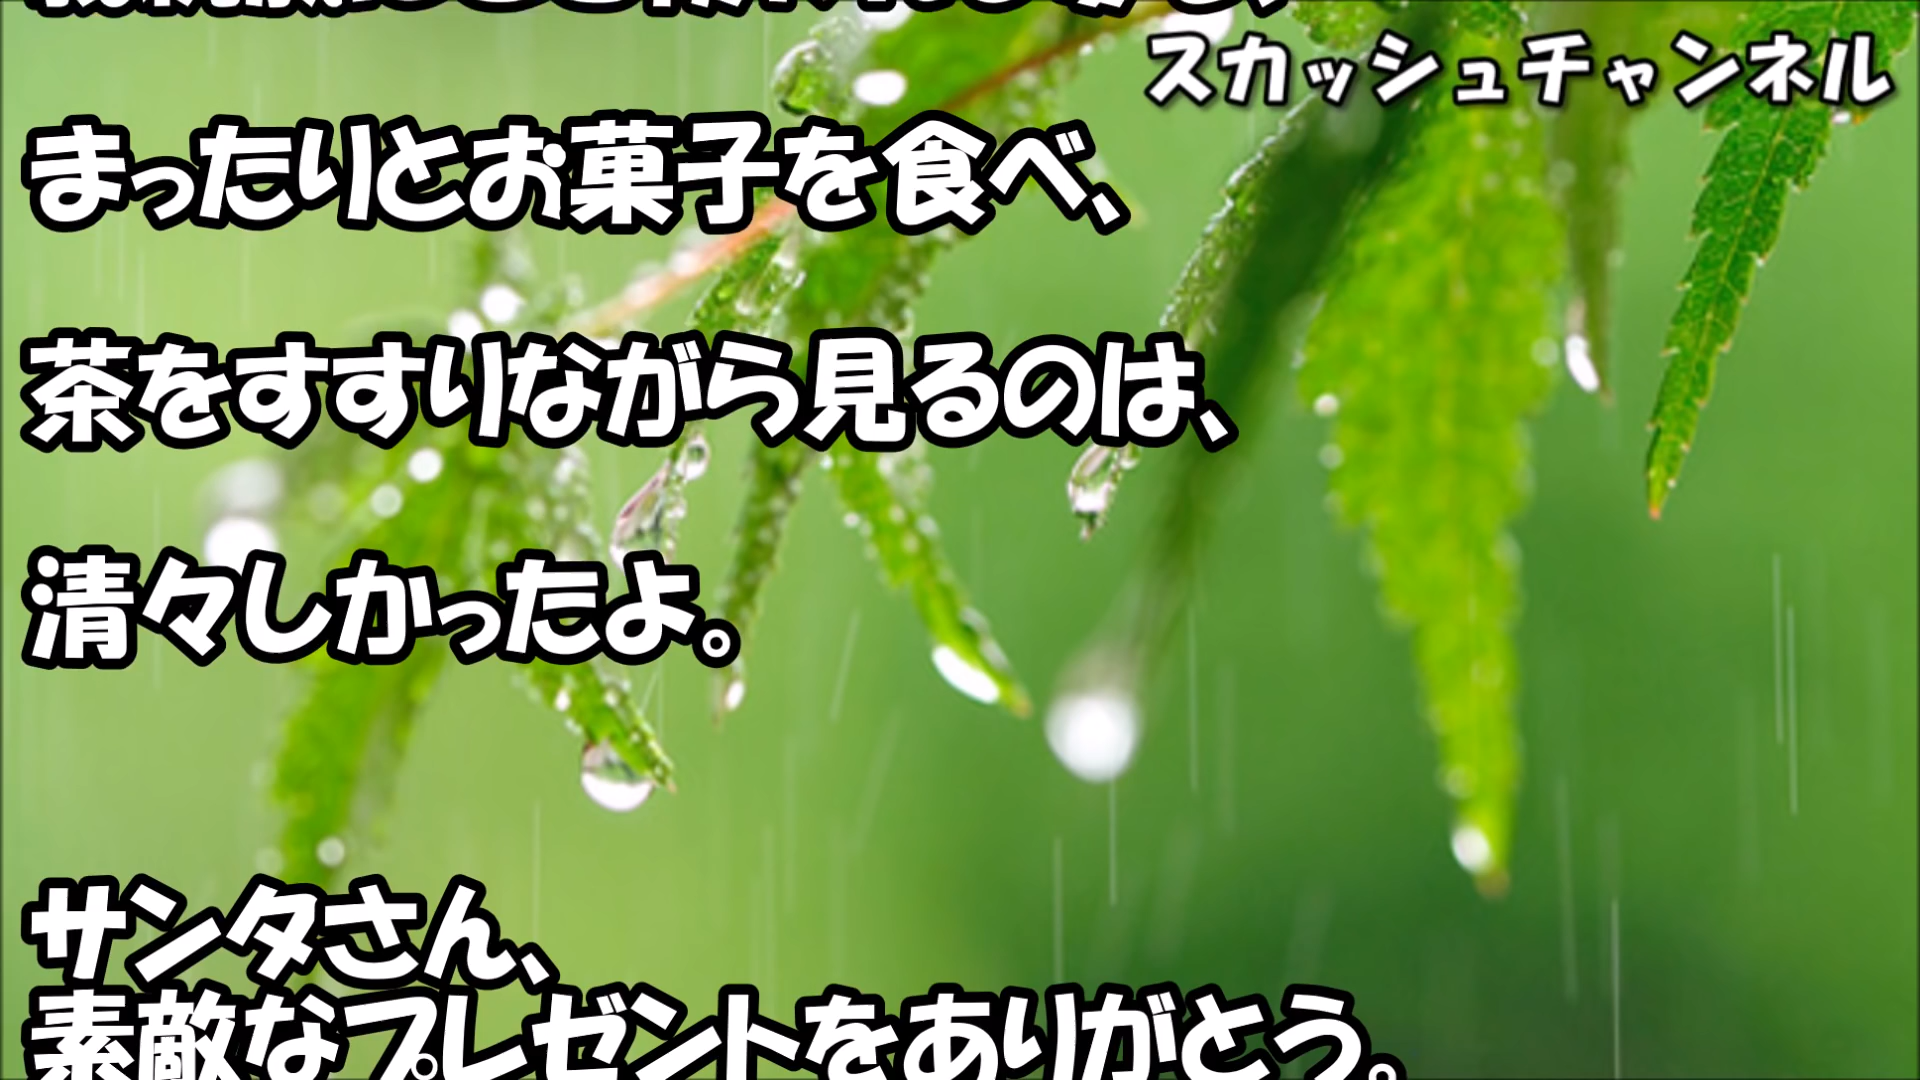 スカッシュチャンネル
まったりとお菓子を食べ、
茶をすすりながら見るのは、
清々しかったよ。
サンタさん、
素敵なプレゼントをありがとう。